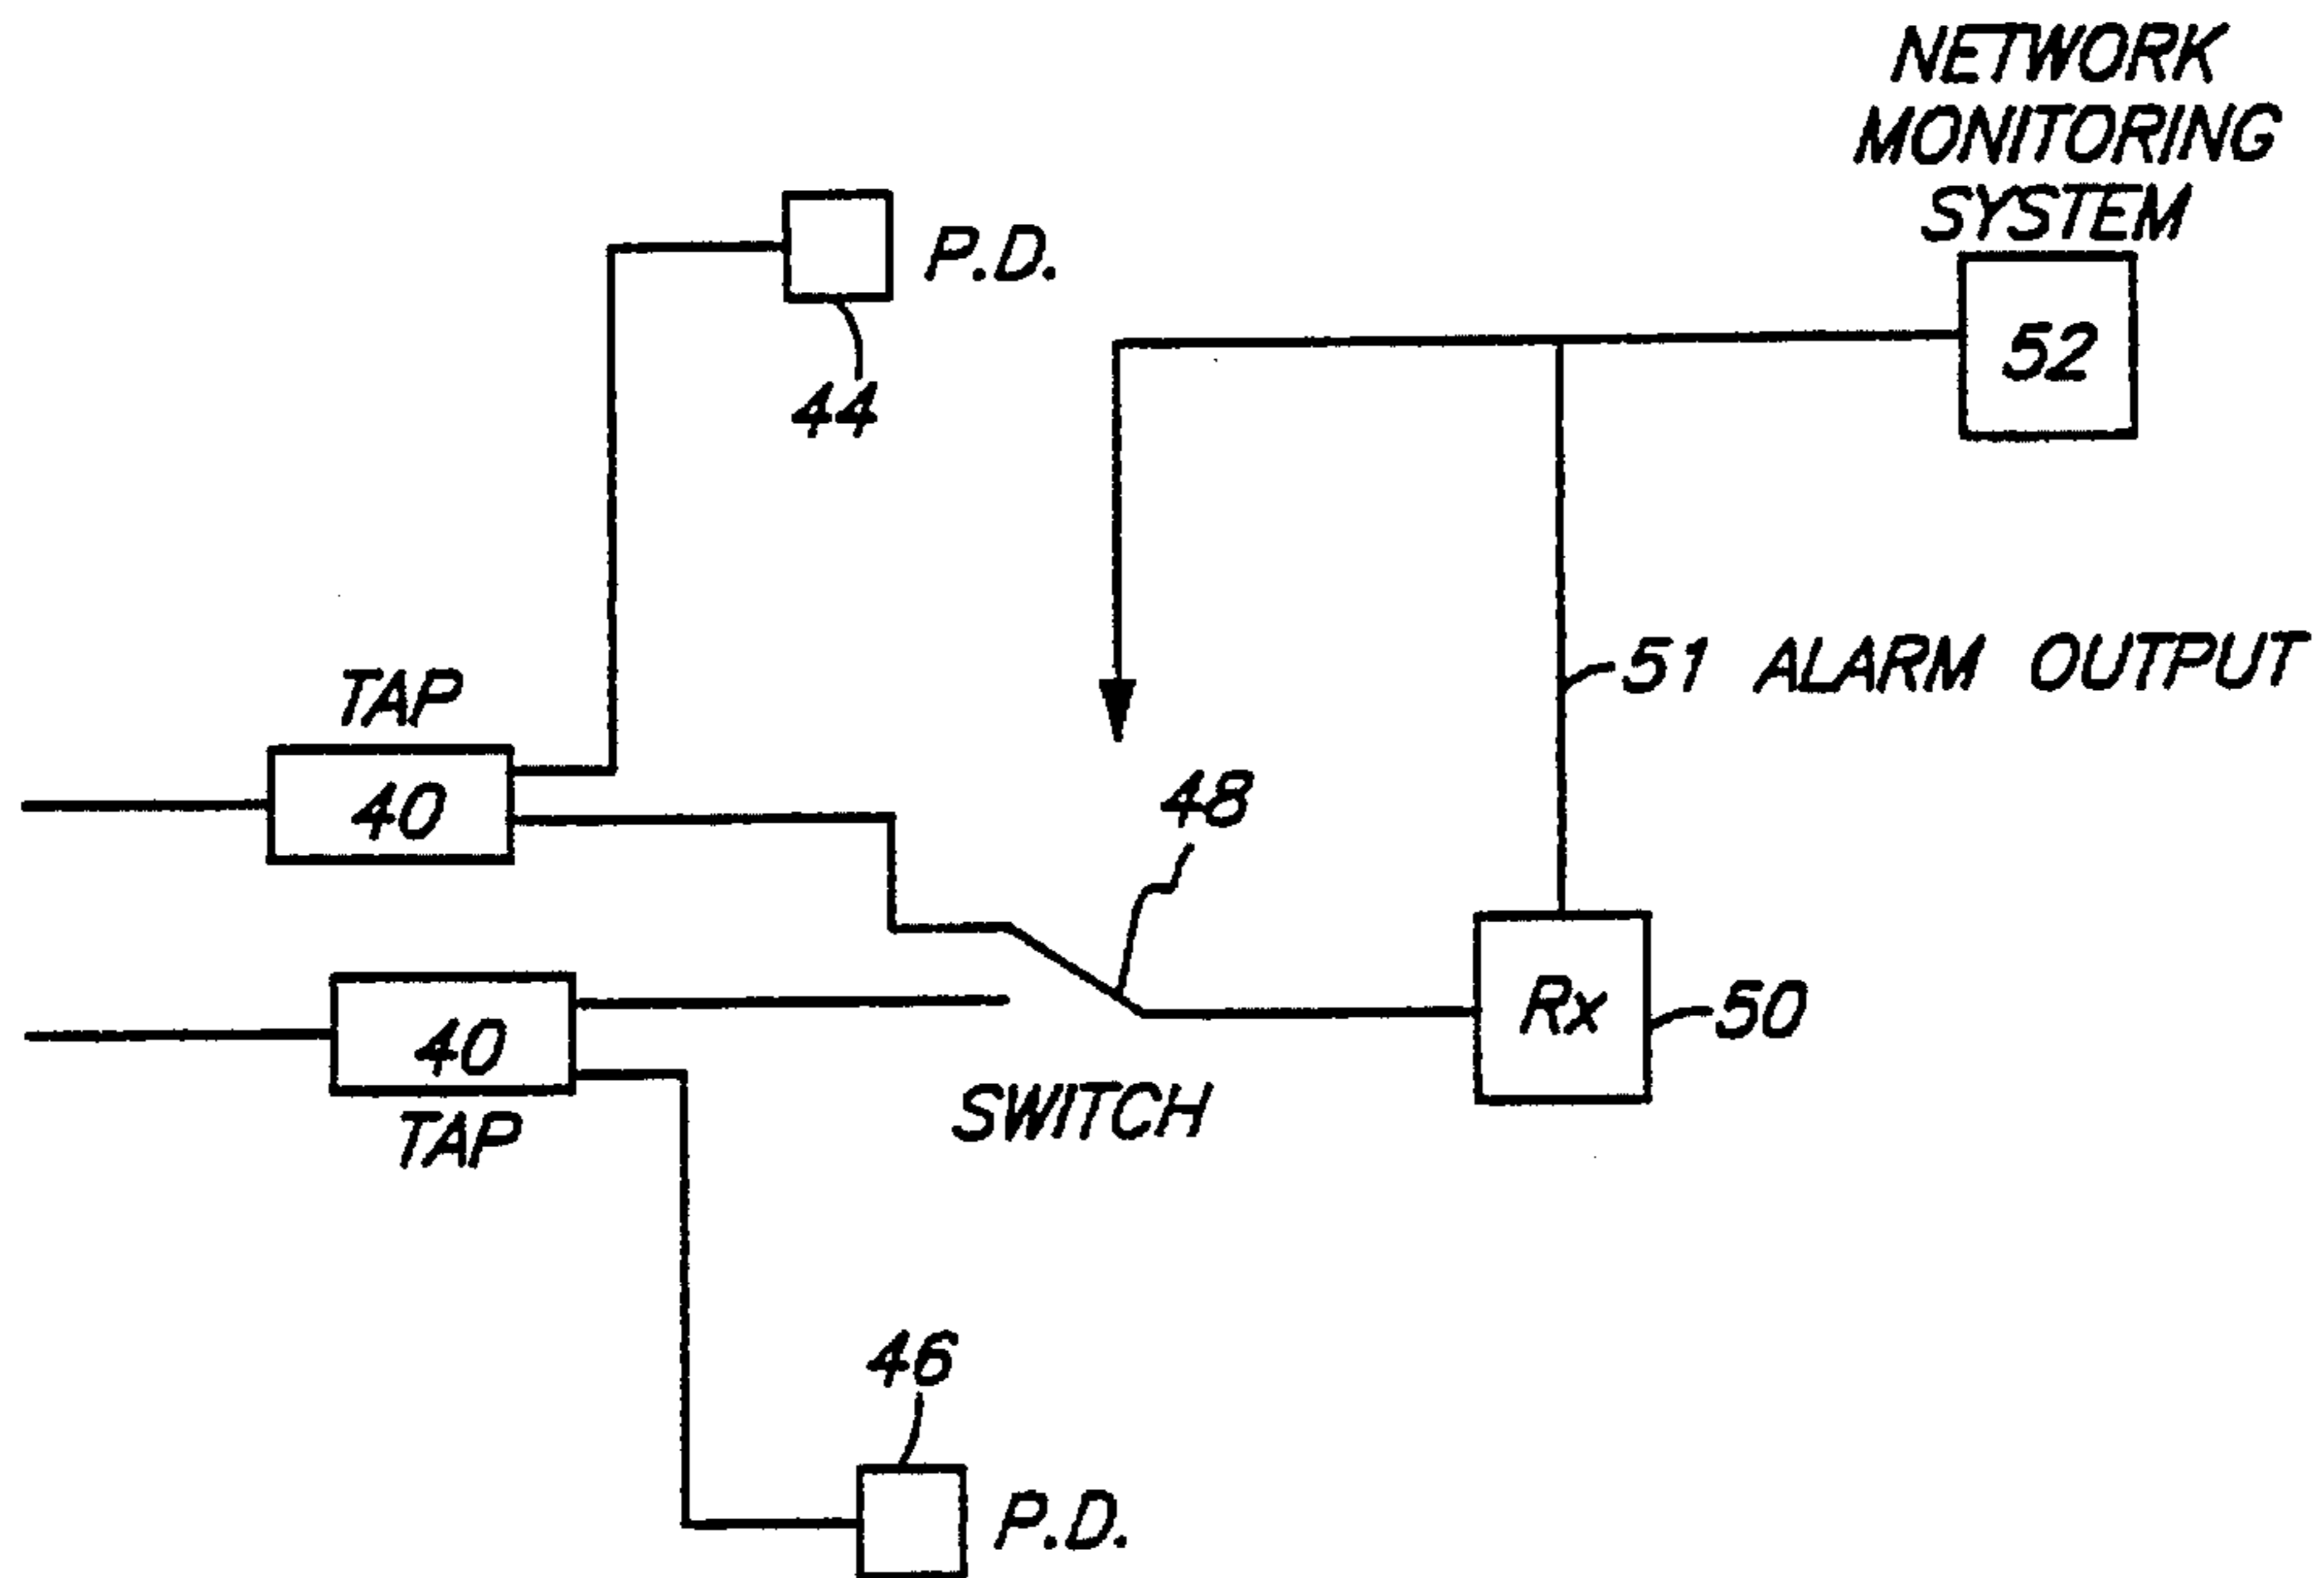 NETWORK
MONITORING
SYSTEM
52
P.D.
44
51 ALARM OUTPUT
TAP
40
48
Rx
50
40
TAP
SWITCH
46
P.D.